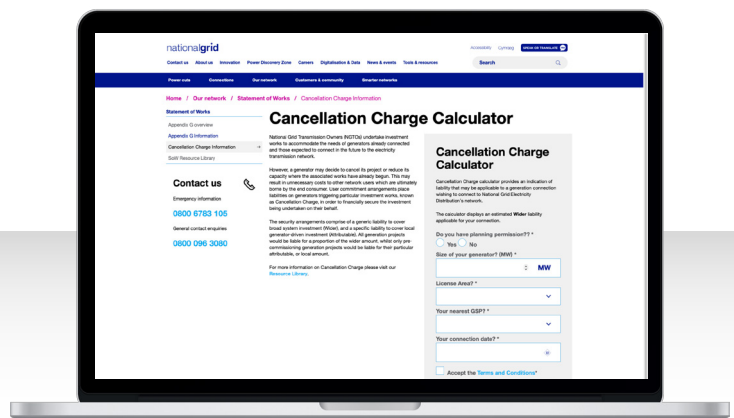 nationalgrid
Accessibility Cymraeg SPEAK OR TRANSLATE
Contact us About us Innovation Power Discovery Zone Careers Digitalisation & Data News & events Tools & resources Search
Power cuts Connections Our network Customers & community Smarter networks
Home / Our network / Statement of Works / Cancellation Charge Information
Statement of Works
Appendix G overview
Appendix G Information
Cancellation Charge Information →
SoW Resource Library
Contact us
Emergency information
0800 6783 105
General contact enquiries
0800 096 3080
Cancellation Charge Calculator
National Grid Transmission Owners (NGTOs) undertake investment
works to accommodate the needs of generators already connected
and those expected to connect in the future to the electricity
transmission network.
However, a generator may decide to cancel its project or reduce its
capacity where the associated works have already begun. This may
result in unnecessary costs to other network users which are ultimately
borne by the end consumer. User commitment arrangements place
liabilities on generators triggering particular investment works, known
as Cancellation Charge, in order to financially secure the investment
being undertaken on their behalf.
The security arrangements comprise of a generic liability to cover
broad system investment (Wider), and a specific liability to cover local
generator-driven investment (Attributable). All generation projects
would be liable for a proportion of the wider amount, whilst only pre-
commissioning generation projects would be liable for their particular
attributable, or local amount.
For more information on Cancellation Charge please visit our
Resource Library.
Cancellation Charge
Calculator
Cancellation Charge calculator provides an indication of
liability that may be applicable to a generation connection
wishing to connect to National Grid Electricity
Distribution's network.
The calculator displays an estimated Wider liability
applicable for your connection.
Do you have planning permission?? *
Yes No
Size of your generator? (MW) *
MW
License Area? *
Your nearest GSP? *
Your connection date? *
Accept the Terms and Conditions*